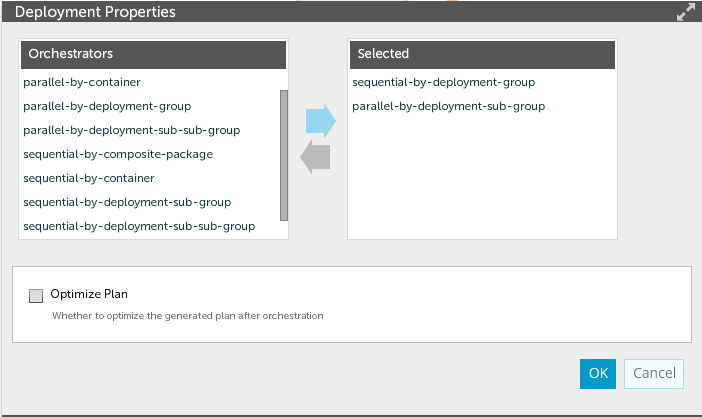 Deployment Properties
Orchestrators
parallel-by-container
parallel-by-deployment-group
parallel-by-deployment-sub-sub-group
sequential-by-composite-package
sequential-by-container
sequential-by-deployment-sub-group
sequential-by-deployment-sub-sub-group
Selected
sequential-by-deployment-group
parallel-by-deployment-sub-group
Optimize Plan
Whether to optimize the generated plan after orchestration
OK
Cancel